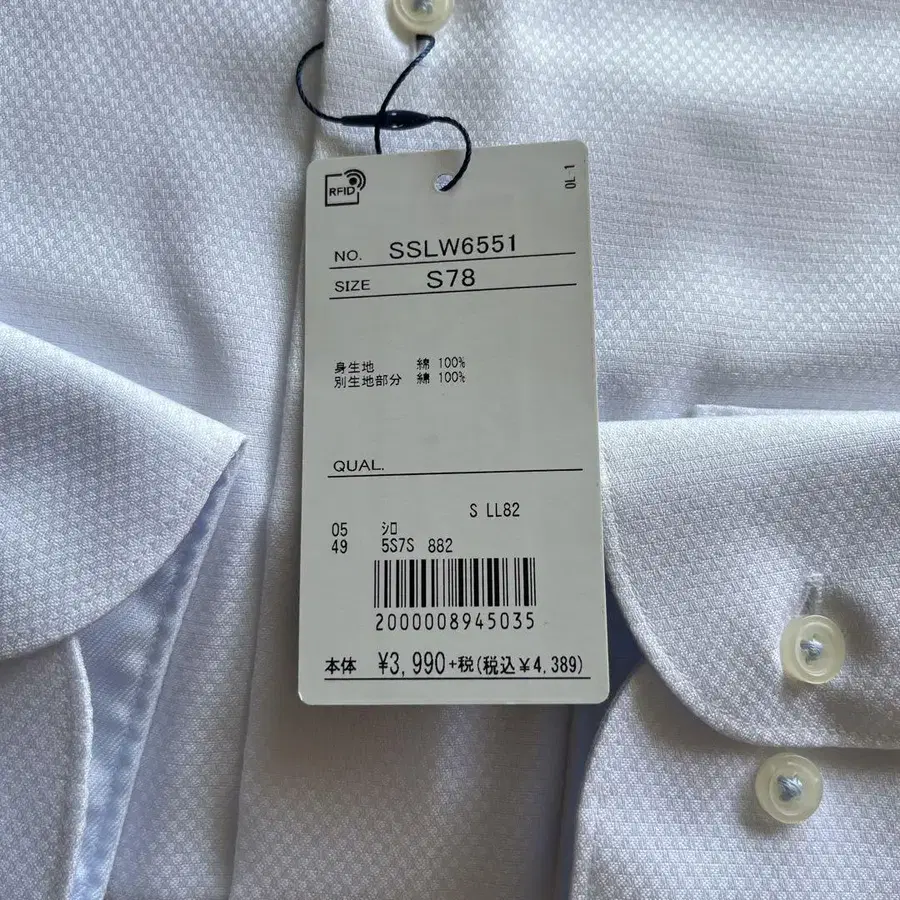 RFID
0L-1
NO. SSLW6551
SIZE S78
身生地 綿 100%
別生地部分 綿 100%
QUAL.
S LL82
05 シロ
49 5S7S 882
2000008945035
本体 ¥3,990+税(税込¥4,389)